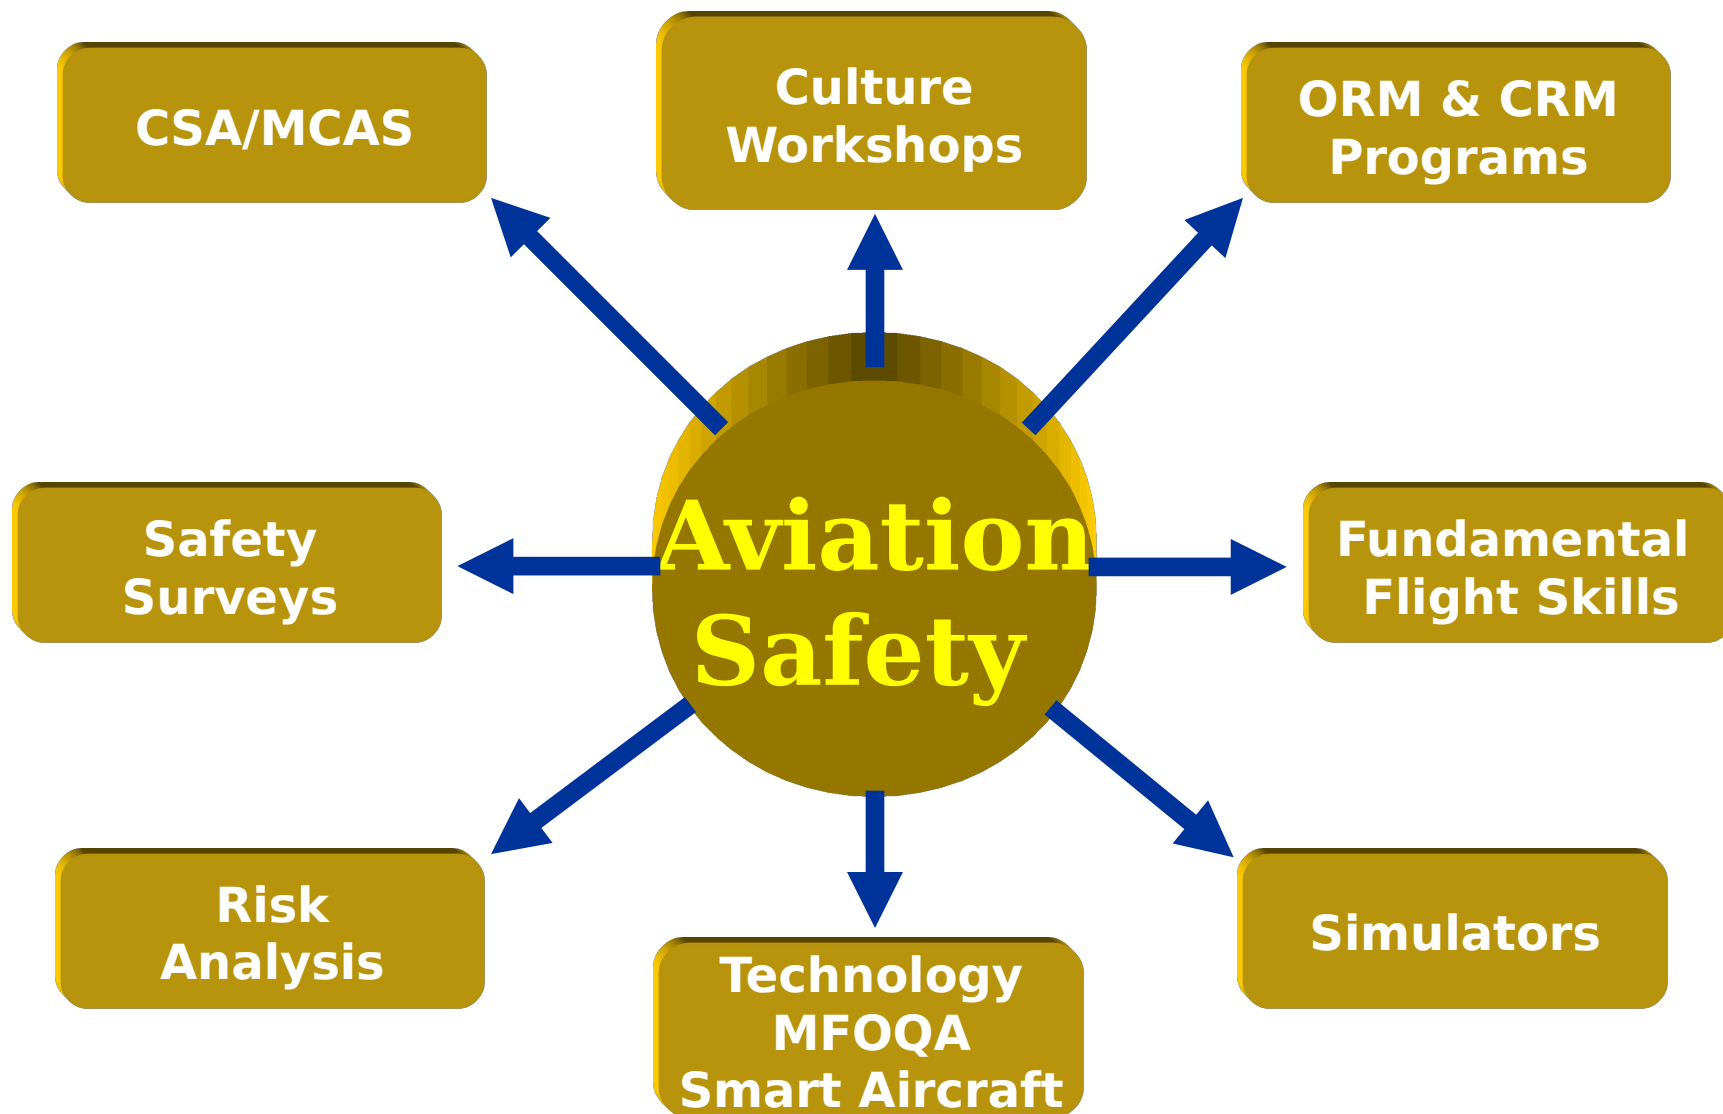 CSA/MCAS
Culture
Workshops
ORM & CRM
Programs
Safety
Surveys
Aviation
Safety
Fundamental
Flight Skills
Risk
Analysis
Technology
MFOQA
Smart Aircraft
Simulators